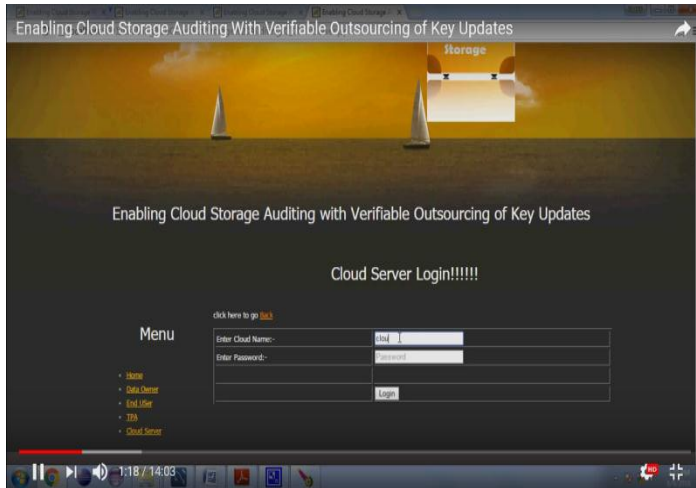 Enabling Cloud Storage Auditing With Verifiable Outsourcing of Key Updates
Storage
Enabling Cloud Storage Auditing with Verifiable Outsourcing of Key Updates
Cloud Server Login!!!!!!
click here to go Back
Menu
Enter Cloud Name:-
clou
Enter Password:-
Password
Login
Home
Data Owner
End User
TPA
Cloud Server
1:18 / 14:03
HD